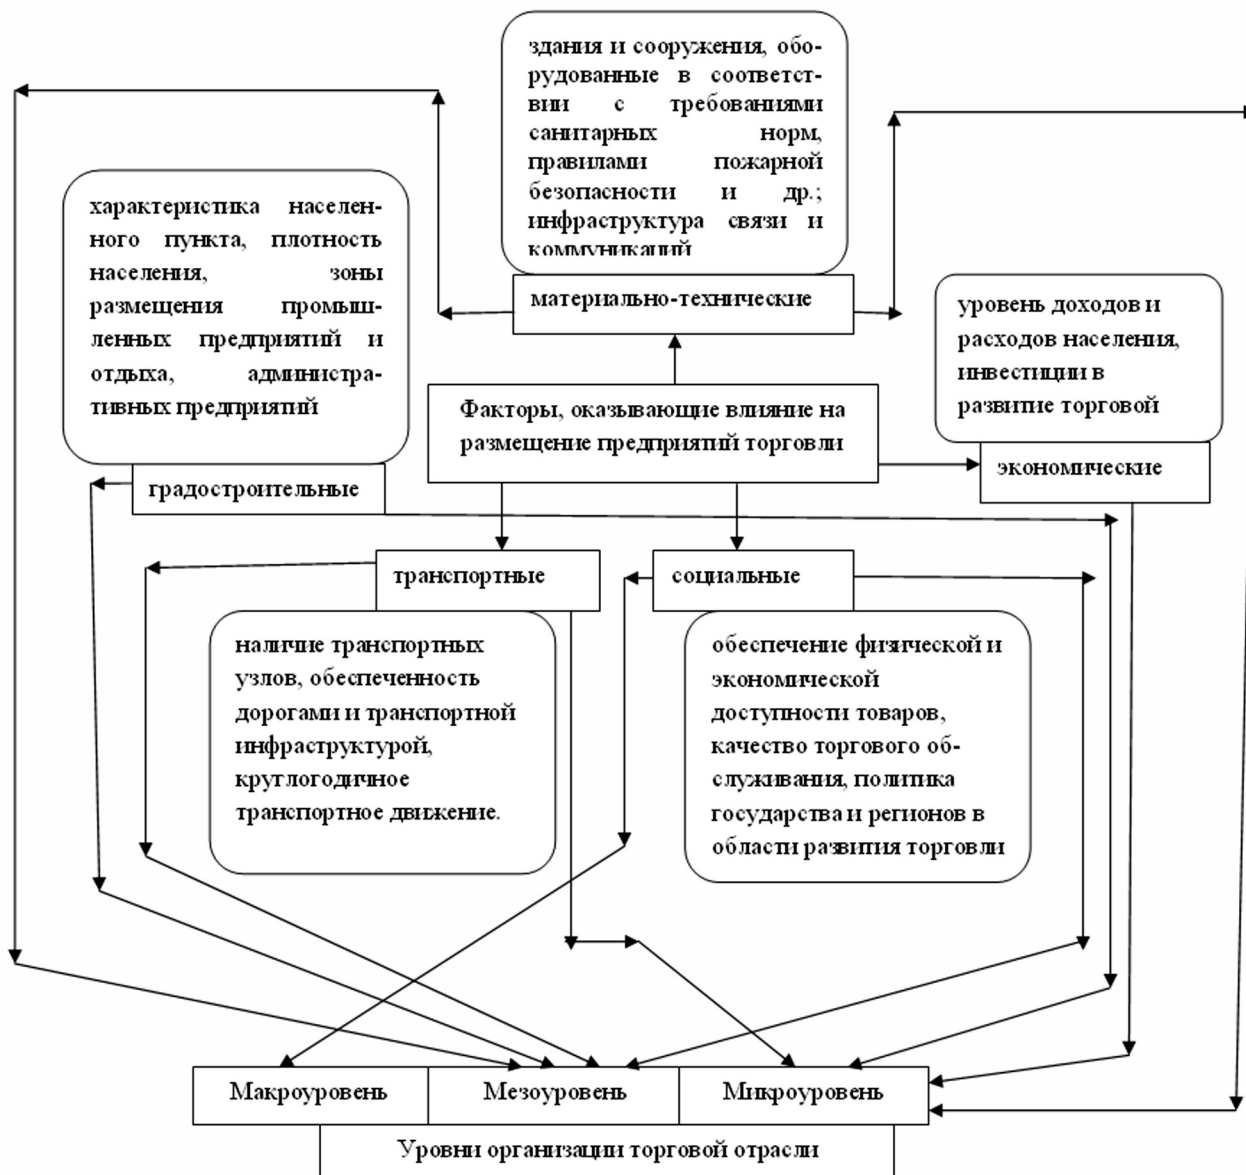 здания и сооружения, обо-
рудованные в соответст-
вии с требованиями
санитарных норм,
правилами пожарной
безопасности и др.;
инфраструктура связи и
коммуникаций
материально-технические
характеристика населен-
ного пункта, плотность
населения, зоны
размещения промыш-
ленных предприятий и
отдыха, администра-
тивных предприятий
градостроительные
уровень доходов и
расходов населения,
инвестиции в
развитие торговой
экономические
Факторы, оказывающие влияние на
размещение предприятий торговли
транспортные
наличие транспортных
узлов, обеспеченность
дорогами и транспортной
инфраструктурой,
круглогодичное
транспортное движение.
социальные
обеспечение физической и
экономической
доступности товаров,
качество торгового об-
служивания, политика
государства и регионов в
области развития торговли
Макроуровень
Мезоуровень
Микроуровень
Уровни организации торговой отрасли